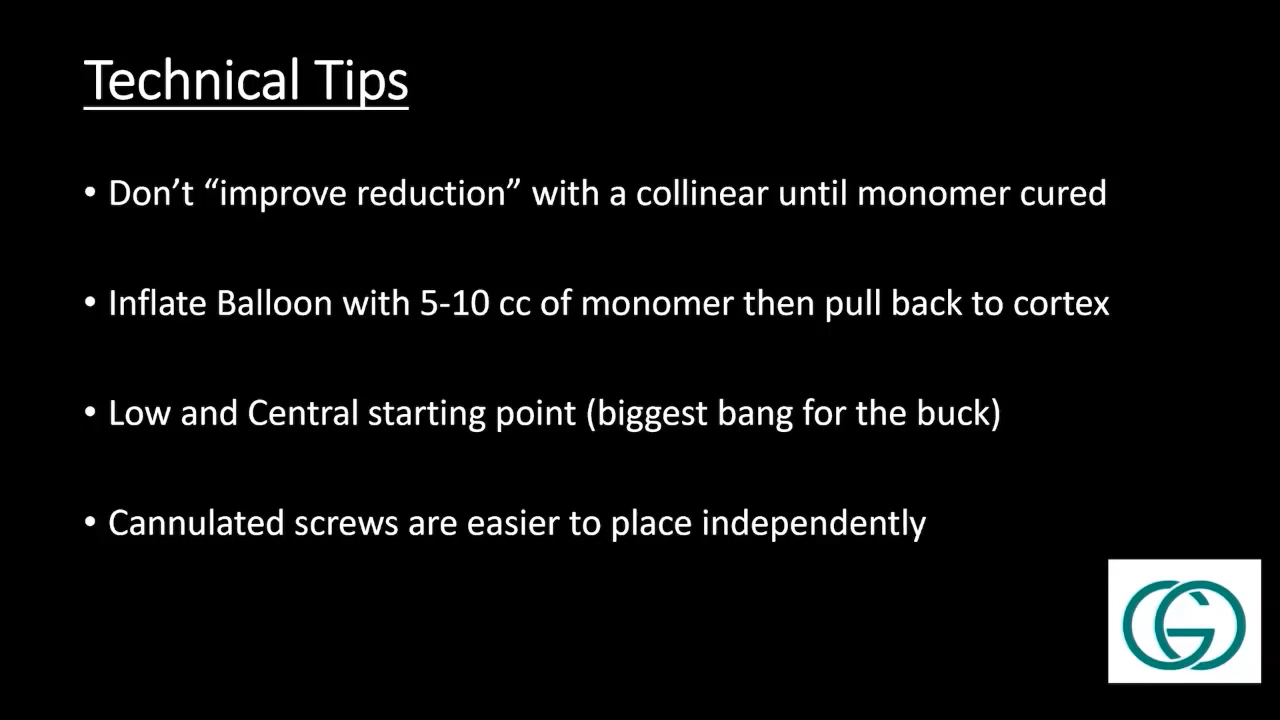 Technical Tips
• Don’t “improve reduction” with a collinear until monomer cured
• Inflate Balloon with 5-10 cc of monomer then pull back to cortex
• Low and Central starting point (biggest bang for the buck)
• Cannulated screws are easier to place independently